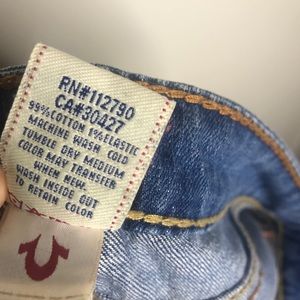 RN#112790
CA#30427
99%COTTON 1%ELASTIC
MACHINE WASH COLD
TUMBLE DRY MEDIUM
COLOR MAY TRANSFER
WHEN NEW
WASH INSIDE OUT
TO RETAIN COLOR